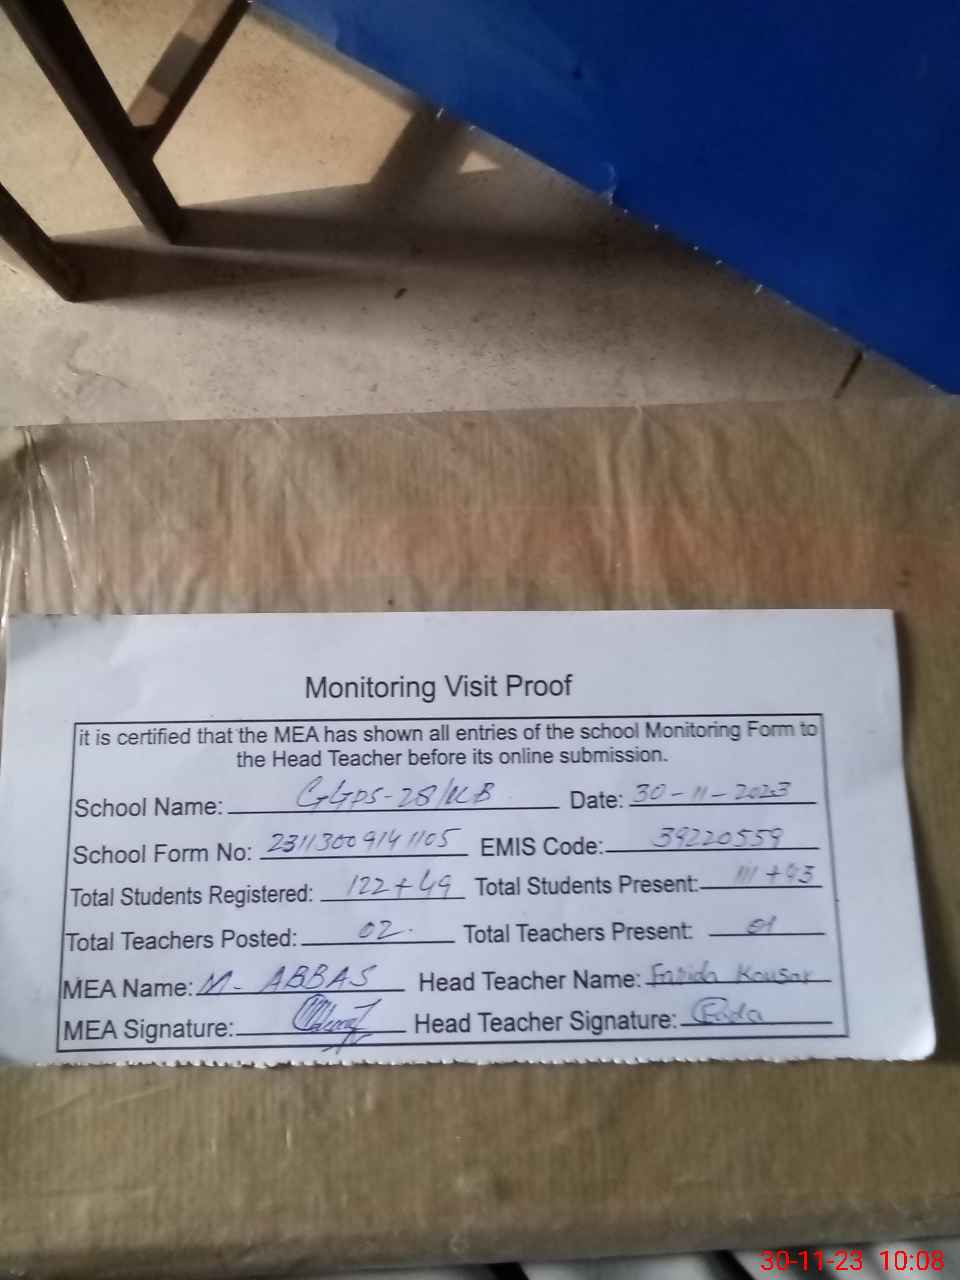 Monitoring Visit Proof
it is certified that the MEA has shown all entries of the school Monitoring Form to
the Head Teacher before its online submission.
School Name: GGPS-28/KB Date: 30-11-2023
School Form No: 23113009141105 EMIS Code: 39220559
Total Students Registered: 122+49 Total Students Present: 111+43
Total Teachers Posted: 02. Total Teachers Present: 01
MEA Name: M- ABBAS Head Teacher Name: Farida Kousar
MEA Signature: Head Teacher Signature:
30-11-23 10:08